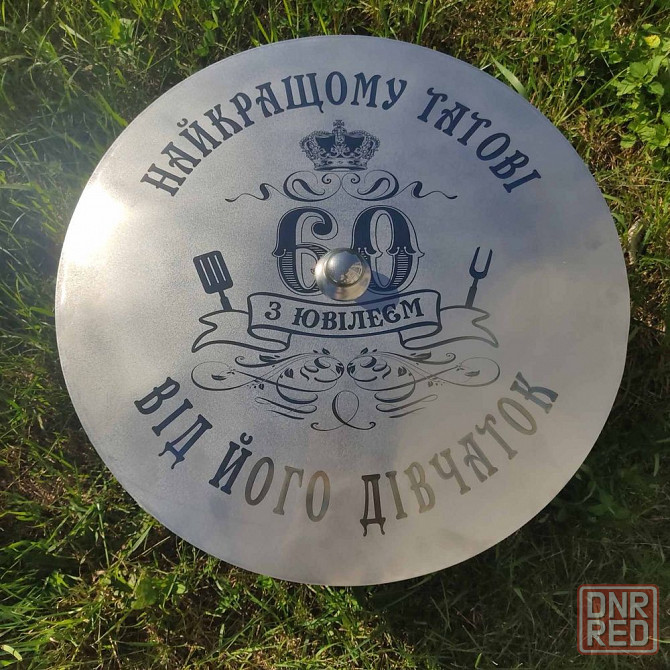 НАЙКРАЩОМУ ТАТОВІ
60
З ЮВІЛЕЄМ
ВІД ЙОГО ДІВЧАТОК
DNR
RED